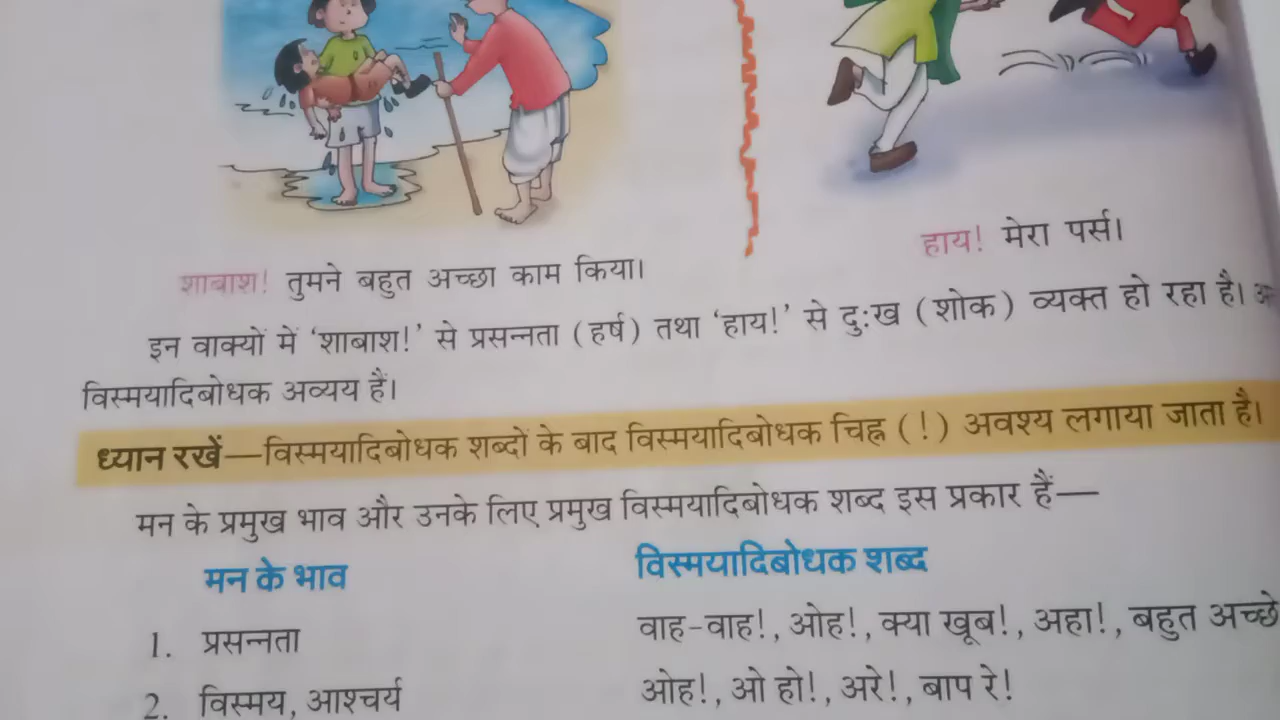 शाबाश! तुमने बहुत अच्छा काम किया।
हाय! मेरा पर्स।
इन वाक्यों में ‘शाबाश!’ से प्रसन्नता (हर्ष) तथा ‘हाय!’ से दुःख (शोक) व्यक्त हो रहा है।
विस्मयादिबोधक अव्यय हैं।
ध्यान रखें—विस्मयादिबोधक शब्दों के बाद विस्मयादिबोधक चिह्न (!) अवश्य लगाया जाता है।
मन के प्रमुख भाव और उनके लिए प्रमुख विस्मयादिबोधक शब्द इस प्रकार हैं—
मन के भाव विस्मयादिबोधक शब्द
1. प्रसन्नता वाह-वाह!, ओह!, क्या खूब!, अहा!, बहुत अच्छे
2. विस्मय, आश्चर्य ओह!, ओ हो!, अरे!, बाप रे!